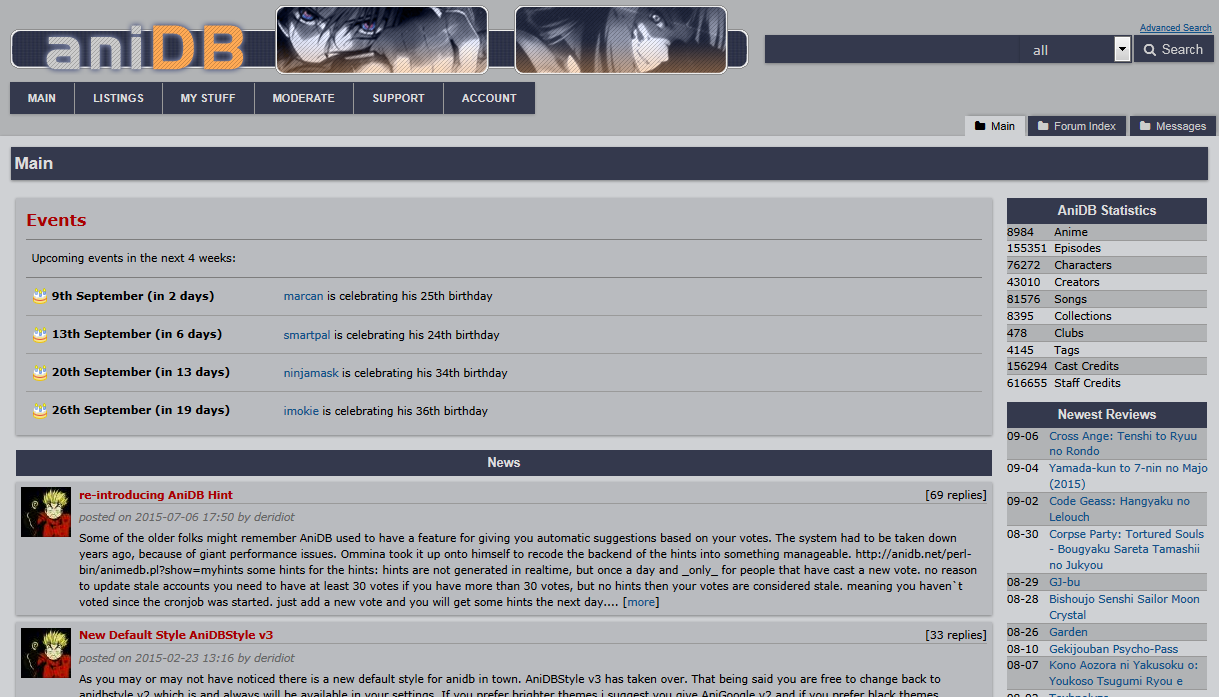 aniDB
Advanced Search
all
Search
MAIN
LISTINGS
MY STUFF
MODERATE
SUPPORT
ACCOUNT
Main
Forum Index
Messages
Main
Events
Upcoming events in the next 4 weeks:
9th September (in 2 days) marcan is celebrating his 25th birthday
13th September (in 6 days) smartpal is celebrating his 24th birthday
20th September (in 13 days) ninjamask is celebrating his 34th birthday
26th September (in 19 days) imokie is celebrating his 36th birthday
News
re-introducing AniDB Hint [69 replies]
posted on 2015-07-06 17:50 by deridiot
Some of the older folks might remember AniDB used to have a feature for giving you automatic suggestions based on your votes. The system had to be taken down
years ago, because of giant performance issues. Ommina took it up onto himself to recode the backend of the hints into something manageable. http://anidb.net/perl-
bin/animedb.pl?show=myhints some hints for the hints: hints are not generated in realtime, but once a day and _only_ for people that have cast a new vote. no reason
to update stale accounts you need to have at least 30 votes if you have more than 30 votes, but no hints then your votes are considered stale. meaning you haven`t
voted since the cronjob was started. just add a new vote and you will get some hints the next day.... [more]
New Default Style AniDBStyle v3 [33 replies]
posted on 2015-02-23 13:16 by deridiot
As you may or may not have noticed there is a new default style for anidb in town. AniDBStyle v3 has taken over. That being said you are free to change back to
anidbstyle v2 which is and always will be available in your settings. If you prefer brighter themes i suggest you give AniGoogle v2 and if you prefer black themes
AniDB Statistics
8984 Anime
155351 Episodes
76272 Characters
43010 Creators
81576 Songs
8395 Collections
478 Clubs
4145 Tags
156294 Cast Credits
616655 Staff Credits
Newest Reviews
09-06 Cross Ange: Tenshi to Ryuu
no Rondo
09-04 Yamada-kun to 7-nin no Majo
(2015)
09-02 Code Geass: Hangyaku no
Lelouch
08-30 Corpse Party: Tortured Souls
- Bougyaku Sareta Tamashii
no Jukyou
08-29 GJ-bu
08-28 Bishoujo Senshi Sailor Moon
Crystal
08-26 Garden
08-10 Gekijouban Psycho-Pass
08-07 Kono Aozora ni Yakusoku o:
Youkoso Tsugumi Ryou e